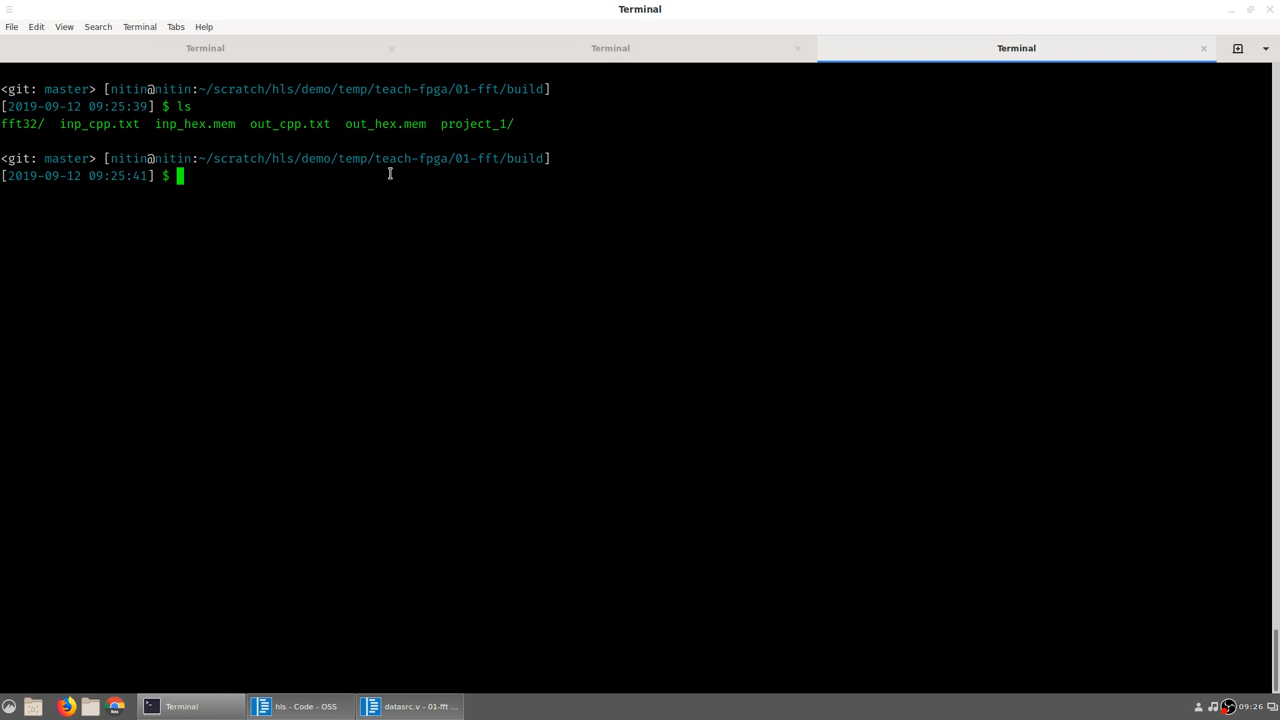 Terminal
File Edit View Search Terminal Tabs Help
Terminal Terminal Terminal
<git: master> [nitin@nitin:~/scratch/hls/demo/temp/teach-fpga/01-fft/build]
[2019-09-12 09:25:39] $ ls
fft32/ inp_cpp.txt inp_hex.mem out_cpp.txt out_hex.mem project_1/
<git: master> [nitin@nitin:~/scratch/hls/demo/temp/teach-fpga/01-fft/build]
[2019-09-12 09:25:41] $
Terminal hls - Code - OSS datasrc.v - 01-fft ... 09:26